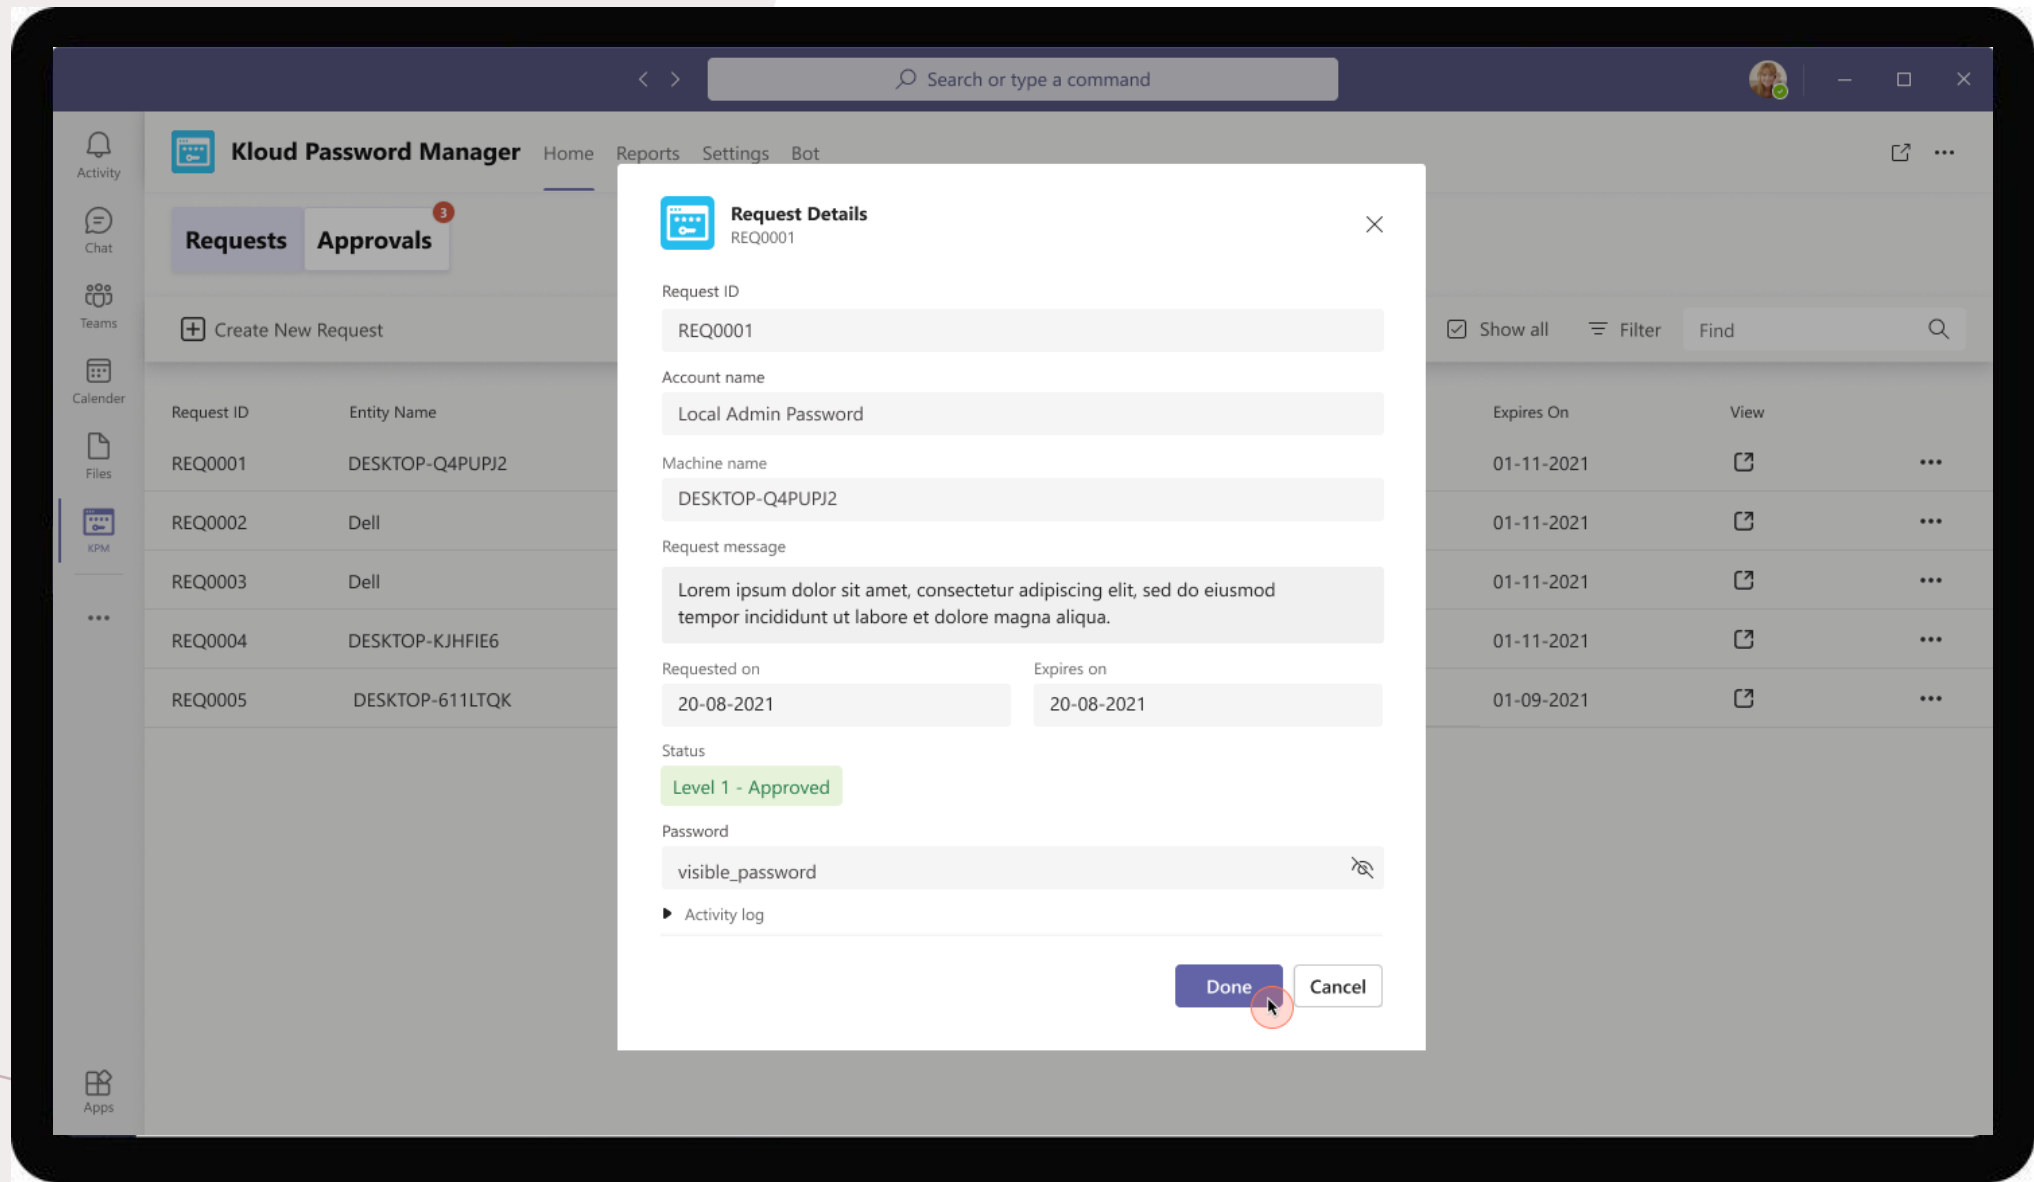 Search or type a command
Activity
Chat
Teams
Calender
Files
KPM
Apps
Kloud Password Manager Home Reports Settings Bot
Requests Approvals 3
Create New Request
Show all Filter Find
Request ID Entity Name Expires On View
REQ0001 DESKTOP-Q4PUPJ2 01-11-2021
REQ0002 Dell 01-11-2021
REQ0003 Dell 01-11-2021
REQ0004 DESKTOP-KJHFIE6 01-11-2021
REQ0005 DESKTOP-611LTQK 01-09-2021
Request Details
REQ0001
Request ID
REQ0001
Account name
Local Admin Password
Machine name
DESKTOP-Q4PUPJ2
Request message
Lorem ipsum dolor sit amet, consectetur adipiscing elit, sed do eiusmod
tempor incididunt ut labore et dolore magna aliqua.
Requested on Expires on
20-08-2021 20-08-2021
Status
Level 1 - Approved
Password
visible_password
Activity log
Done Cancel